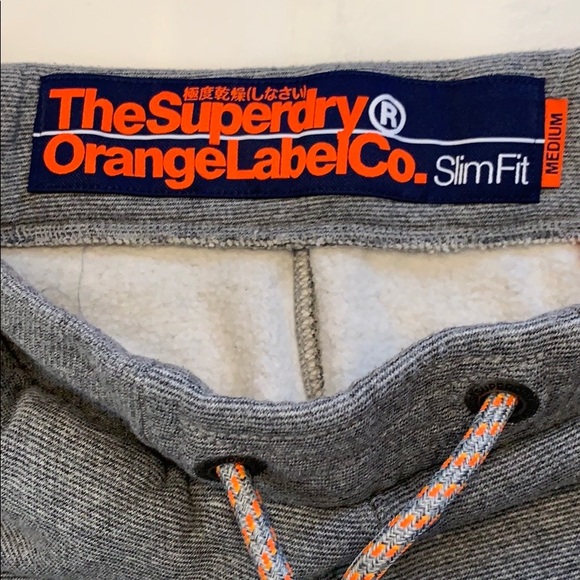 極度乾燥(しなさい)
TheSuperdry®
OrangeLabelCo. SlimFit
MEDIUM